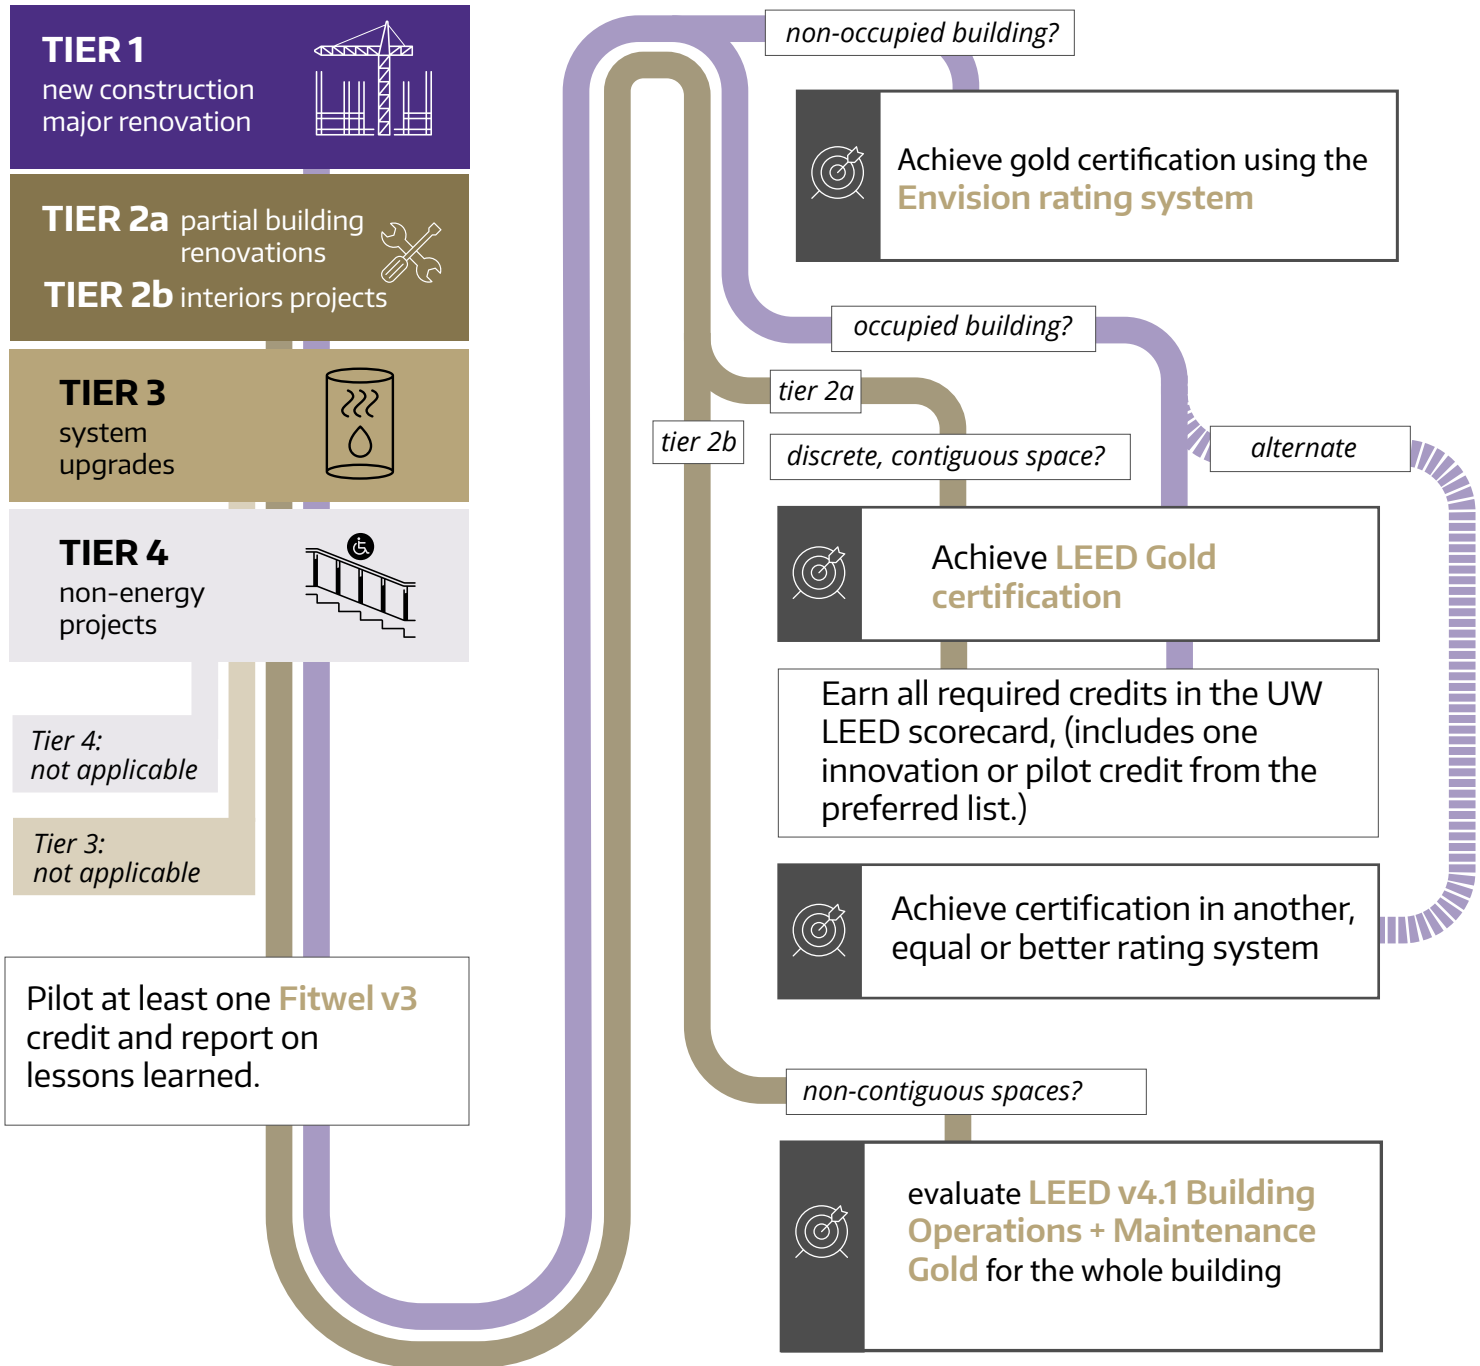 TIER 1
new construction
major renovation
TIER 2a partial building
renovations
TIER 2b interiors projects
TIER 3
system
upgrades
TIER 4
non-energy
projects
Tier 4:
not applicable
Tier 3:
not applicable
Pilot at least one Fitwel v3
credit and report on
lessons learned.
non-occupied building?
Achieve gold certification using the
Envision rating system
occupied building?
tier 2a
tier 2b
discrete, contiguous space?
alternate
Achieve LEED Gold
certification
Earn all required credits in the UW
LEED scorecard, (includes one
innovation or pilot credit from the
preferred list.)
Achieve certification in another,
equal or better rating system
non-contiguous spaces?
evaluate LEED v4.1 Building
Operations + Maintenance
Gold for the whole building